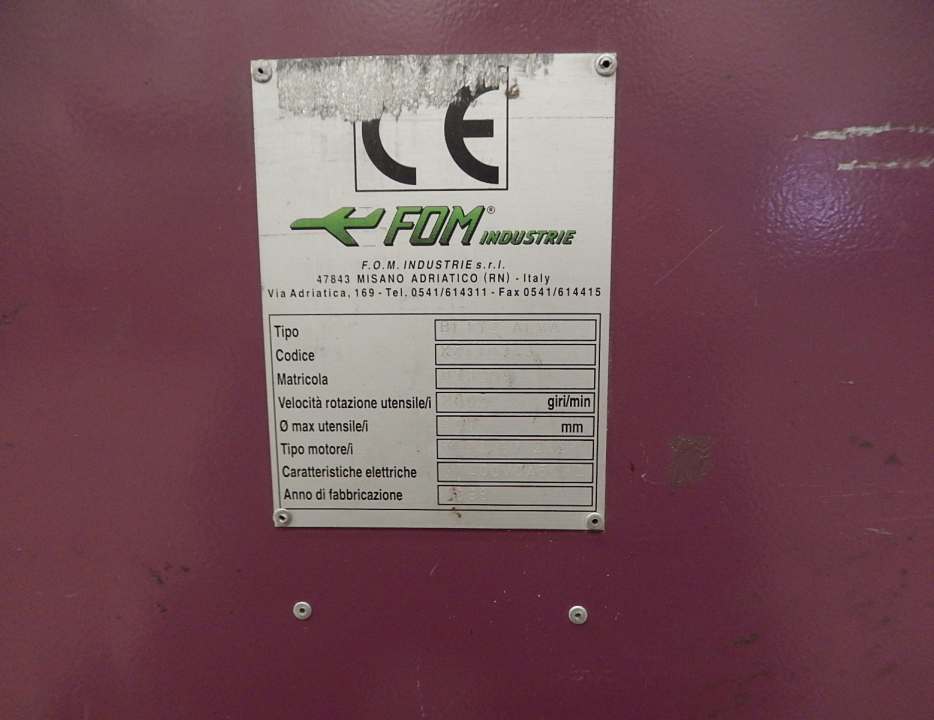 CE
FOM® INDUSTRIE
F.O.M. INDUSTRIE s.r.l.
47843 MISANO ADRIATICO (RN) - Italy
Via Adriatica, 169 - Tel. 0541/614311 - Fax 0541/614415
Tipo
Codice
Matricola
Velocità rotazione utensile/i giri/min
Ø max utensile/i mm
Tipo motore/i
Caratteristiche elettriche
Anno di fabbricazione